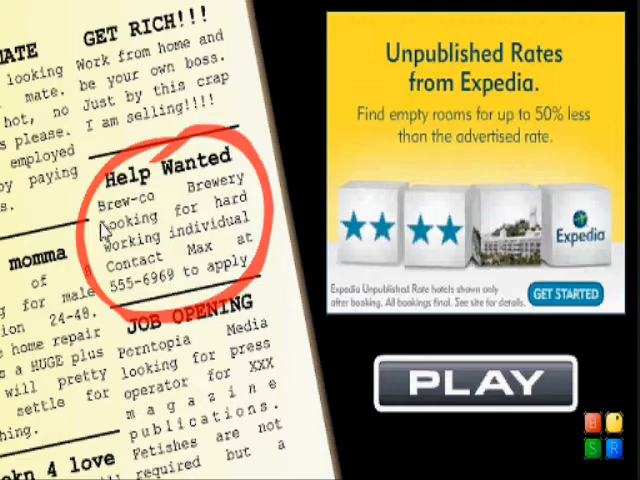 MATE
looking
mate.
hot, no
s please.
employed
by paying
s.
momma
of a
g for male
ion 24-48.
e home repair
s a HUGE plus
will pretty
settle for
hing.
okn 4 love
GET RICH!!!
Work from home and
be your own boss.
Just by this crap
I am selling!!!!
Help Wanted
Brew-co Brewery
looking for hard
working individual
Contact Max at
555-6969 to apply
JOB OPENING
Porntopia Media
looking for press
operator for XXX
magazine
publications.
Fetishes are not
required but a
Unpublished Rates
from Expedia.
Find empty rooms for up to 50% less
than the advertised rate.
Expedia
Expedia Unpublished Rate hotels shown only
after booking. All bookings final. See site for details.
GET STARTED
PLAY
B
S R